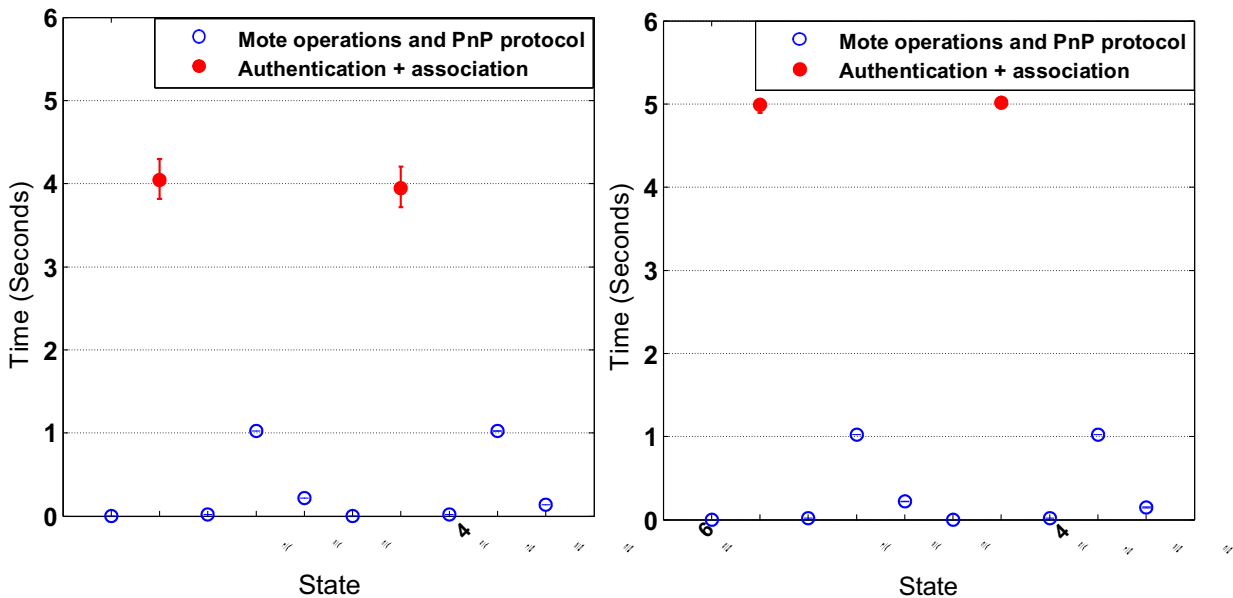 6
Mote operations and PnP protocol
Authentication + association
5
4
3
2
1
0
Time (Seconds)
4
State
6
Mote operations and PnP protocol
Authentication + association
5
4
3
2
1
0
Time (Seconds)
6
4
State